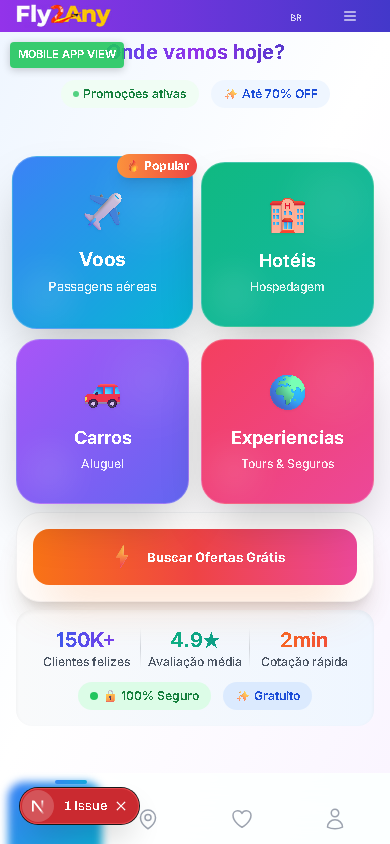 Fly2Any
BR
MOBILE APP VIEW
nde vamos hoje?
Promoções ativas
✨ Até 70% OFF
🔥 Popular
Voos
Passagens aéreas
Hotéis
Hospedagem
Carros
Aluguel
Experiencias
Tours & Seguros
Buscar Ofertas Grátis
150K+
Clientes felizes
4.9★
Avaliação média
2min
Cotação rápida
🔒 100% Seguro
✨ Gratuito
N
1 Issue